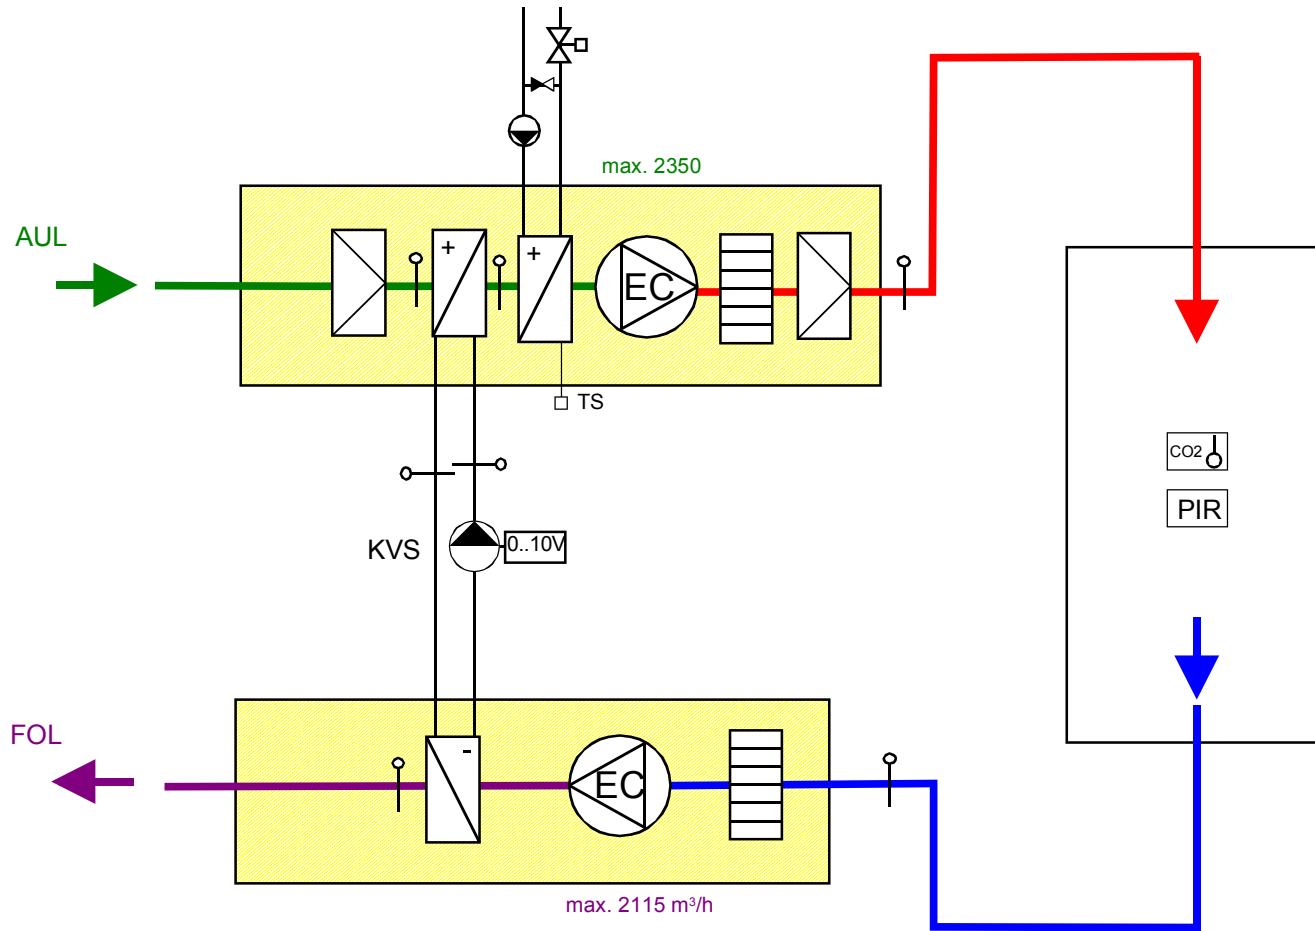 max. 2350
AUL
+
+
EC
TS
CO2
PIR
KVS
0..10V
FOL
-
EC
max. 2115 m³/h